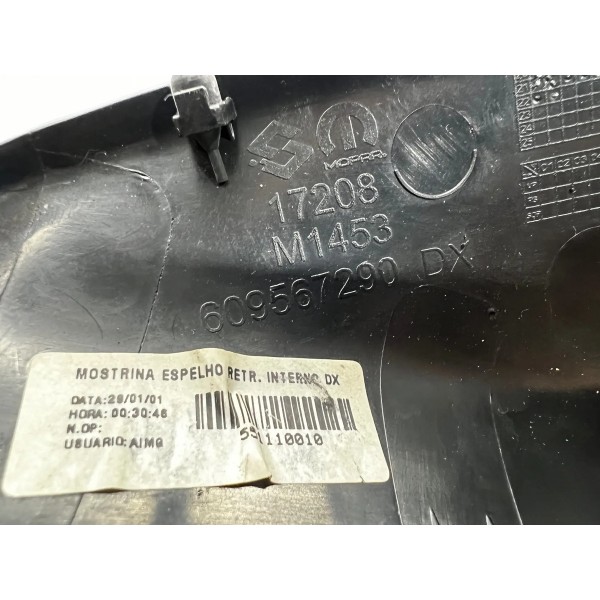 MOPAR
17208
M1453
609567290 DX
MOSTRINA ESPELHO RETR. INTERNO DX
DATA:29/01/01
HORA: 00:30:46
N.OP:
USUARIO:AIMG
110010